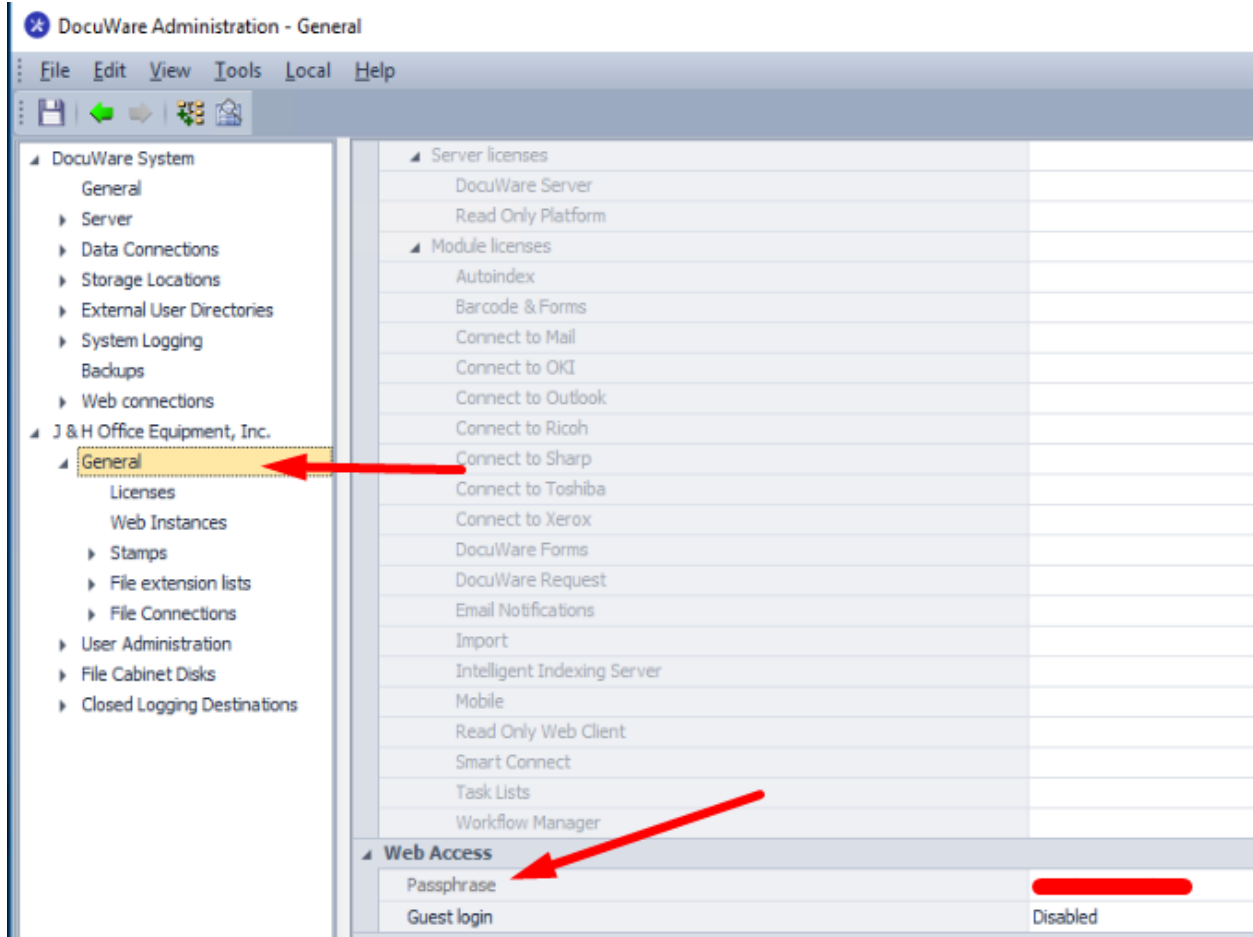 DocuWare Administration - General
File Edit View Tools Local Help
DocuWare System
General
Server
Data Connections
Storage Locations
External User Directories
System Logging
Backups
Web connections
J & H Office Equipment, Inc.
General
Licenses
Web Instances
Stamps
File extension lists
File Connections
User Administration
File Cabinet Disks
Closed Logging Destinations
Server licenses
DocuWare Server
Read Only Platform
Module licenses
Autoindex
Barcode & Forms
Connect to Mail
Connect to OKI
Connect to Outlook
Connect to Ricoh
Connect to Sharp
Connect to Toshiba
Connect to Xerox
DocuWare Forms
DocuWare Request
Email Notifications
Import
Intelligent Indexing Server
Mobile
Read Only Web Client
Smart Connect
Task Lists
Workflow Manager
Web Access
Passphrase
Guest login Disabled